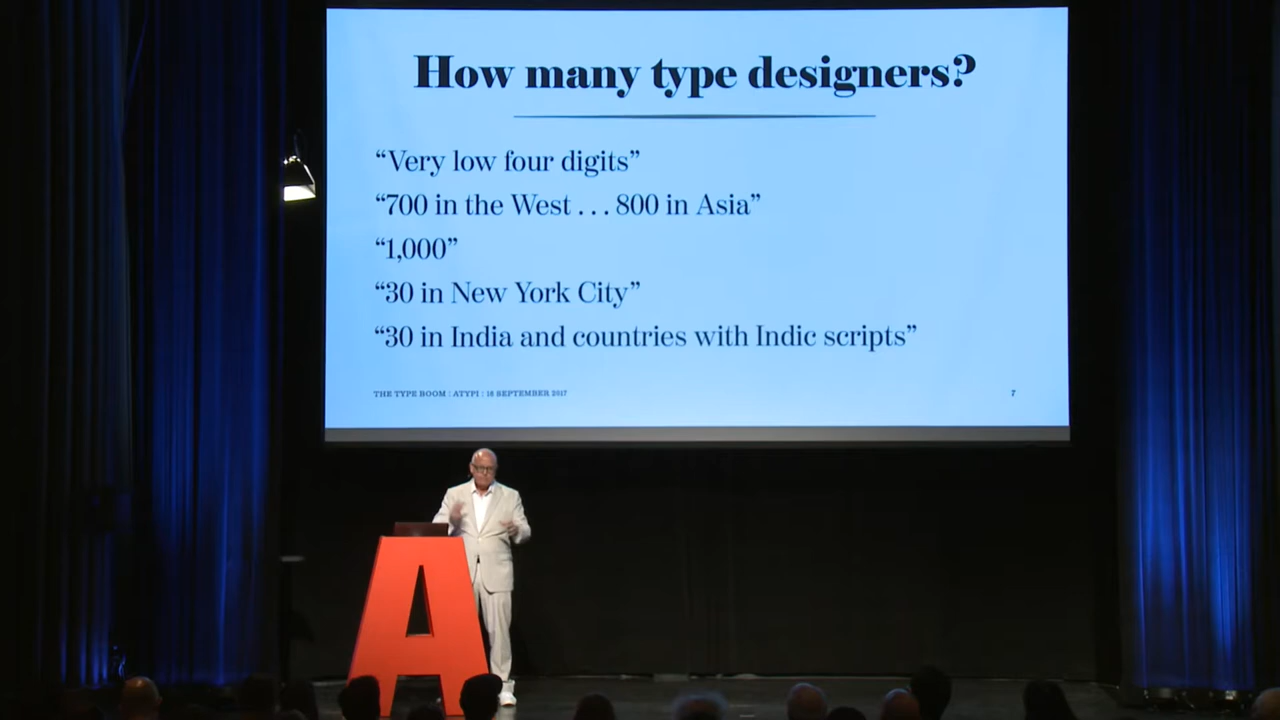 How many type designers?
“Very low four digits”
“700 in the West . . . 800 in Asia”
“1,000”
“30 in New York City”
“30 in India and countries with Indic scripts”
THE TYPE BOOM : ATYPI : 16 SEPTEMBER 2017 7
A